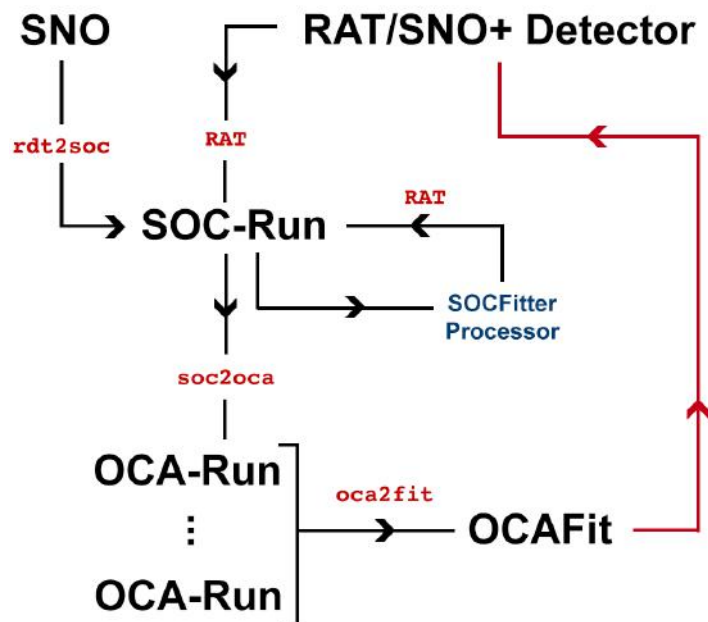 SNO
RAT/SNO+ Detector
rdt2soc
RAT
RAT
SOC-Run
SOCFitter
Processor
soc2oca
OCA-Run
oca2fit
OCAFit
...
OCA-Run